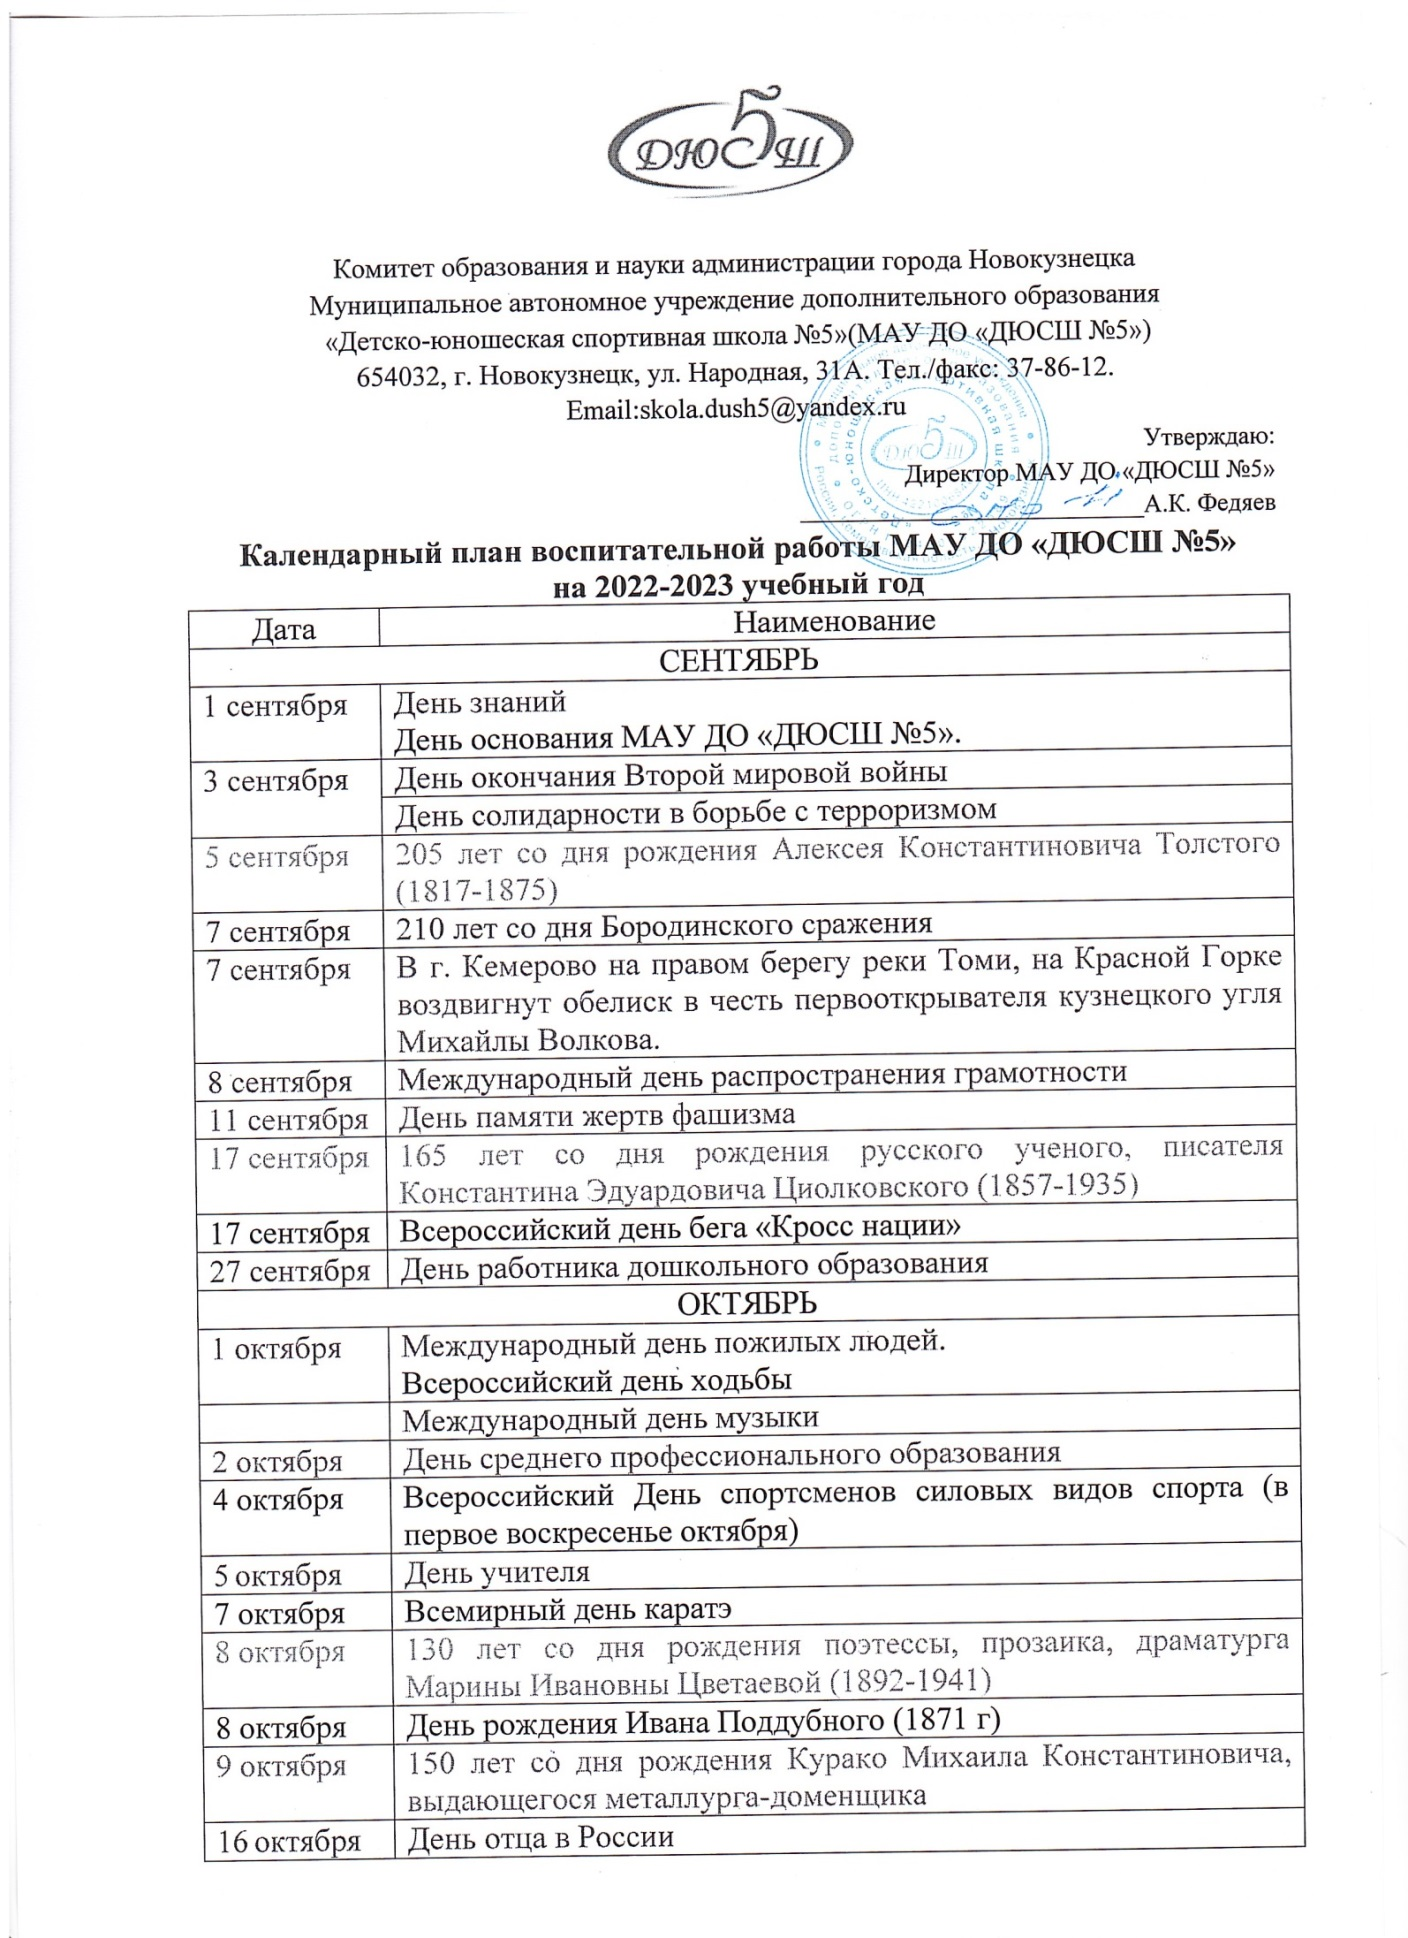 ДЮСШ 5
Комитет образования и науки администрации города Новокузнецка
Муниципальное автономное учреждение дополнительного образования
«Детско-юношеская спортивная школа №5»(МАУ ДО «ДЮСШ №5»)
654032, г. Новокузнецк, ул. Народная, 31А. Тел./факс: 37-86-12.
Email:skola.dush5@yandex.ru
Утверждаю:
Директор МАУ ДО «ДЮСШ №5»
А.К. Федяев
Календарный план воспитательной работы МАУ ДО «ДЮСШ №5»
на 2022-2023 учебный год
Дата Наименование
СЕНТЯБРЬ
1 сентября День знаний
День основания МАУ ДО «ДЮСШ №5».
3 сентября День окончания Второй мировой войны
День солидарности в борьбе с терроризмом
5 сентября 205 лет со дня рождения Алексея Константиновича Толстого
(1817-1875)
7 сентября 210 лет со дня Бородинского сражения
7 сентября В г. Кемерово на правом берегу реки Томи, на Красной Горке
воздвигнут обелиск в честь первооткрывателя кузнецкого угля
Михайлы Волкова.
8 сентября Международный день распространения грамотности
11 сентября День памяти жертв фашизма
17 сентября 165 лет со дня рождения русского ученого, писателя
Константина Эдуардовича Циолковского (1857-1935)
17 сентября Всероссийский день бега «Кросс нации»
27 сентября День работника дошкольного образования
ОКТЯБРЬ
1 октября Международный день пожилых людей.
Всероссийский день ходьбы
Международный день музыки
2 октября День среднего профессионального образования
4 октября Всероссийский День спортсменов силовых видов спорта (в
первое воскресенье октября)
5 октября День учителя
7 октября Всемирный день каратэ
8 октября 130 лет со дня рождения поэтессы, прозаика, драматурга
Марины Ивановны Цветаевой (1892-1941)
8 октября День рождения Ивана Поддубного (1871 г)
9 октября 150 лет со дня рождения Курако Михаила Константиновича,
выдающегося металлурга-доменщика
16 октября День отца в России